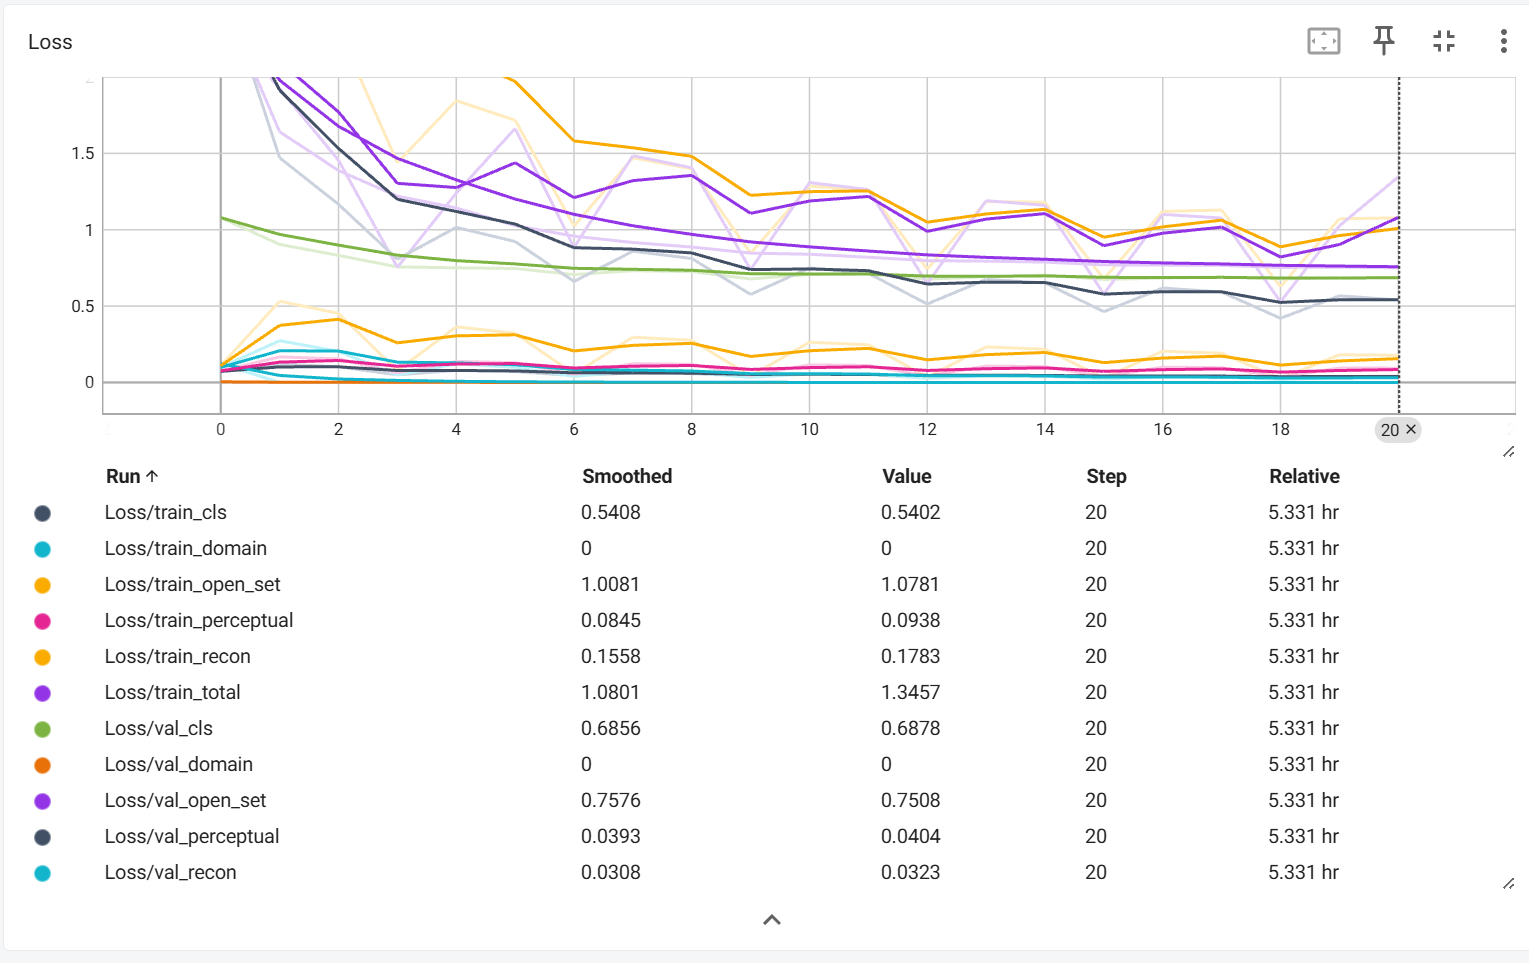 Loss
2
1.5
1
0.5
0
0 2 4 6 8 10 12 14 16 18 20 ✕
Run ↑ Smoothed Value Step Relative
Loss/train_cls 0.5408 0.5402 20 5.331 hr
Loss/train_domain 0 0 20 5.331 hr
Loss/train_open_set 1.0081 1.0781 20 5.331 hr
Loss/train_perceptual 0.0845 0.0938 20 5.331 hr
Loss/train_recon 0.1558 0.1783 20 5.331 hr
Loss/train_total 1.0801 1.3457 20 5.331 hr
Loss/val_cls 0.6856 0.6878 20 5.331 hr
Loss/val_domain 0 0 20 5.331 hr
Loss/val_open_set 0.7576 0.7508 20 5.331 hr
Loss/val_perceptual 0.0393 0.0404 20 5.331 hr
Loss/val_recon 0.0308 0.0323 20 5.331 hr